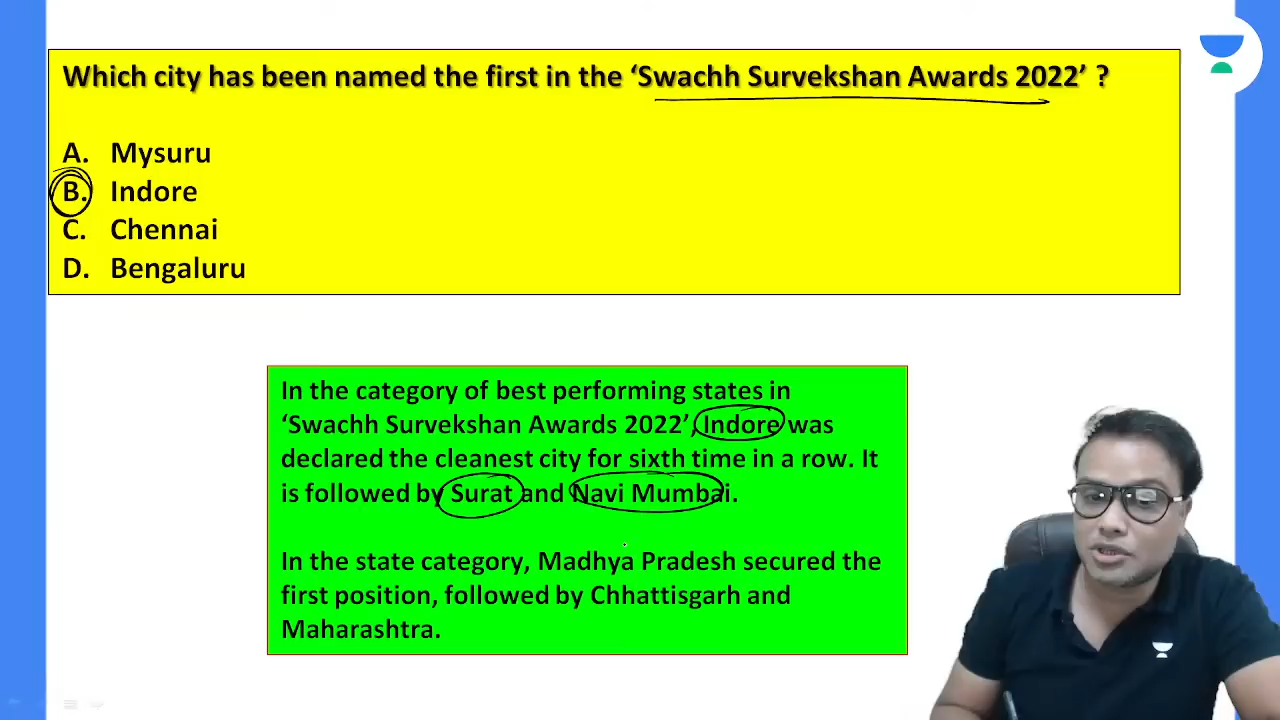 Which city has been named the first in the ‘Swachh Survekshan Awards 2022’ ?
A. Mysuru
B. Indore
C. Chennai
D. Bengaluru
In the category of best performing states in
‘Swachh Survekshan Awards 2022’, Indore was
declared the cleanest city for sixth time in a row. It
is followed by Surat and Navi Mumbai.
In the state category, Madhya Pradesh secured the
first position, followed by Chhattisgarh and
Maharashtra.